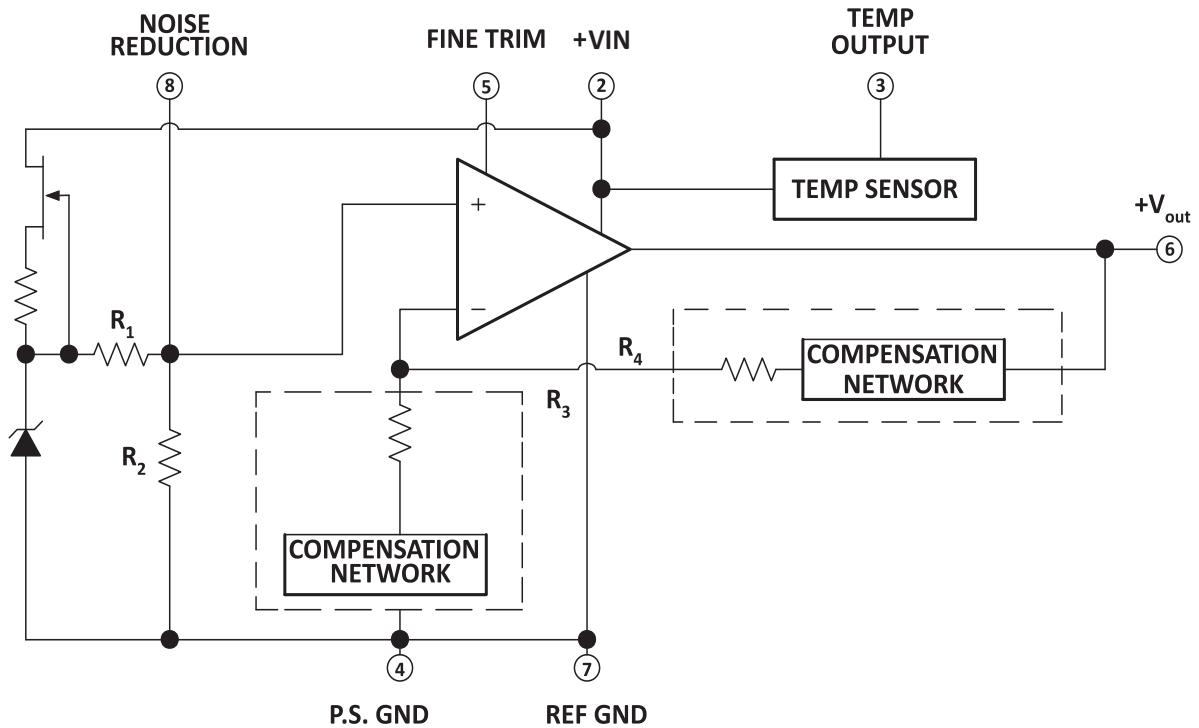 NOISE
REDUCTION
8
FINE TRIM
5
+VIN
2
TEMP
OUTPUT
3
TEMP SENSOR
+
−
+Vout
6
R1
R2
R3
R4
COMPENSATION
NETWORK
COMPENSATION
NETWORK
4
7
P.S. GND
REF GND